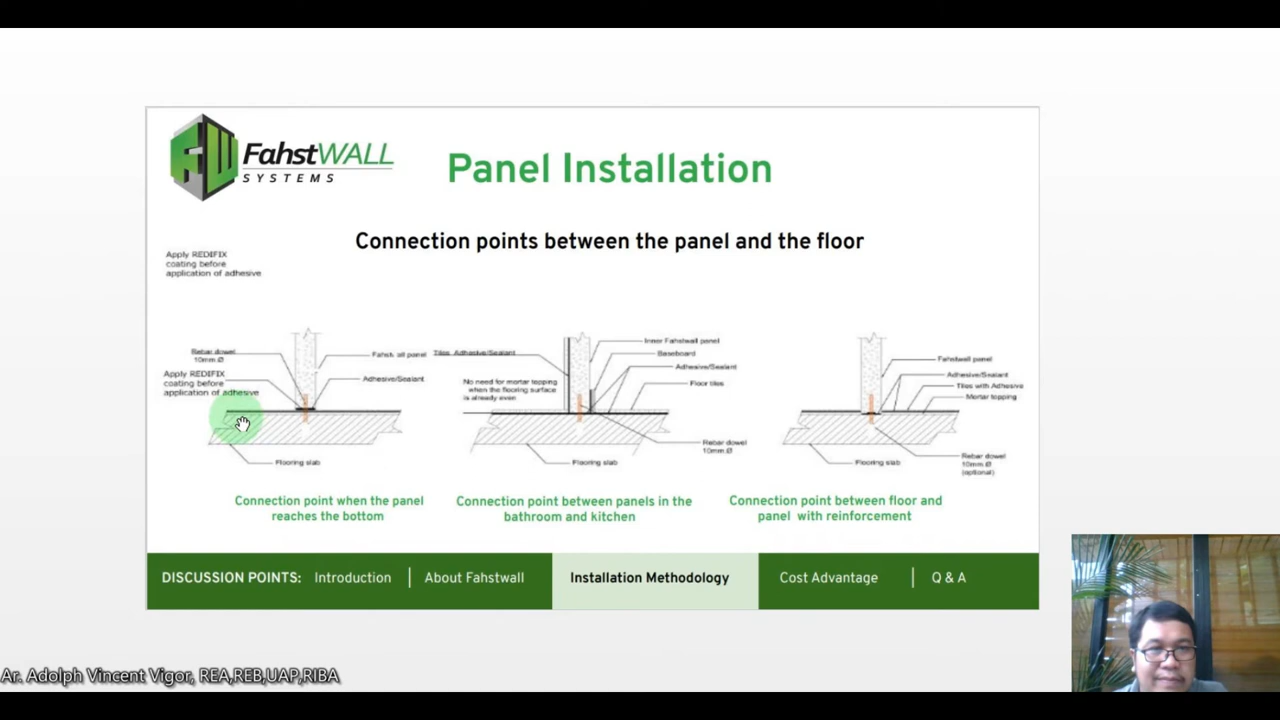 FahstWALL
SYSTEMS
Panel Installation
Connection points between the panel and the floor
Apply REDIFIX
coating before
application of adhesive
Rebar dowel
10mm.Ø
Apply REDIFIX
coating before
application of adhesive
Fahst all panel
Adhesive/Sealant
Flooring slab
Connection point when the panel
reaches the bottom
Tiles Adhesive/Sealant
No need for mortar topping
when the flooring surface
is already even
Inner Fahstwall panel
Baseboard
Adhesive/Sealant
Floor tiles
Rebar dowel
10mm.Ø
Flooring slab
Connection point between panels in the
bathroom and kitchen
Fahstwall panel
Adhesive/Sealant
Tiles with Adhesive
Mortar topping
Rebar dowel
10mm.Ø
(optional)
Flooring slab
Connection point between floor and
panel with reinforcement
DISCUSSION POINTS: Introduction | About Fahstwall Installation Methodology Cost Advantage | Q & A
Ar. Adolph Vincent Vigor, REA,REB,UAP,RIBA